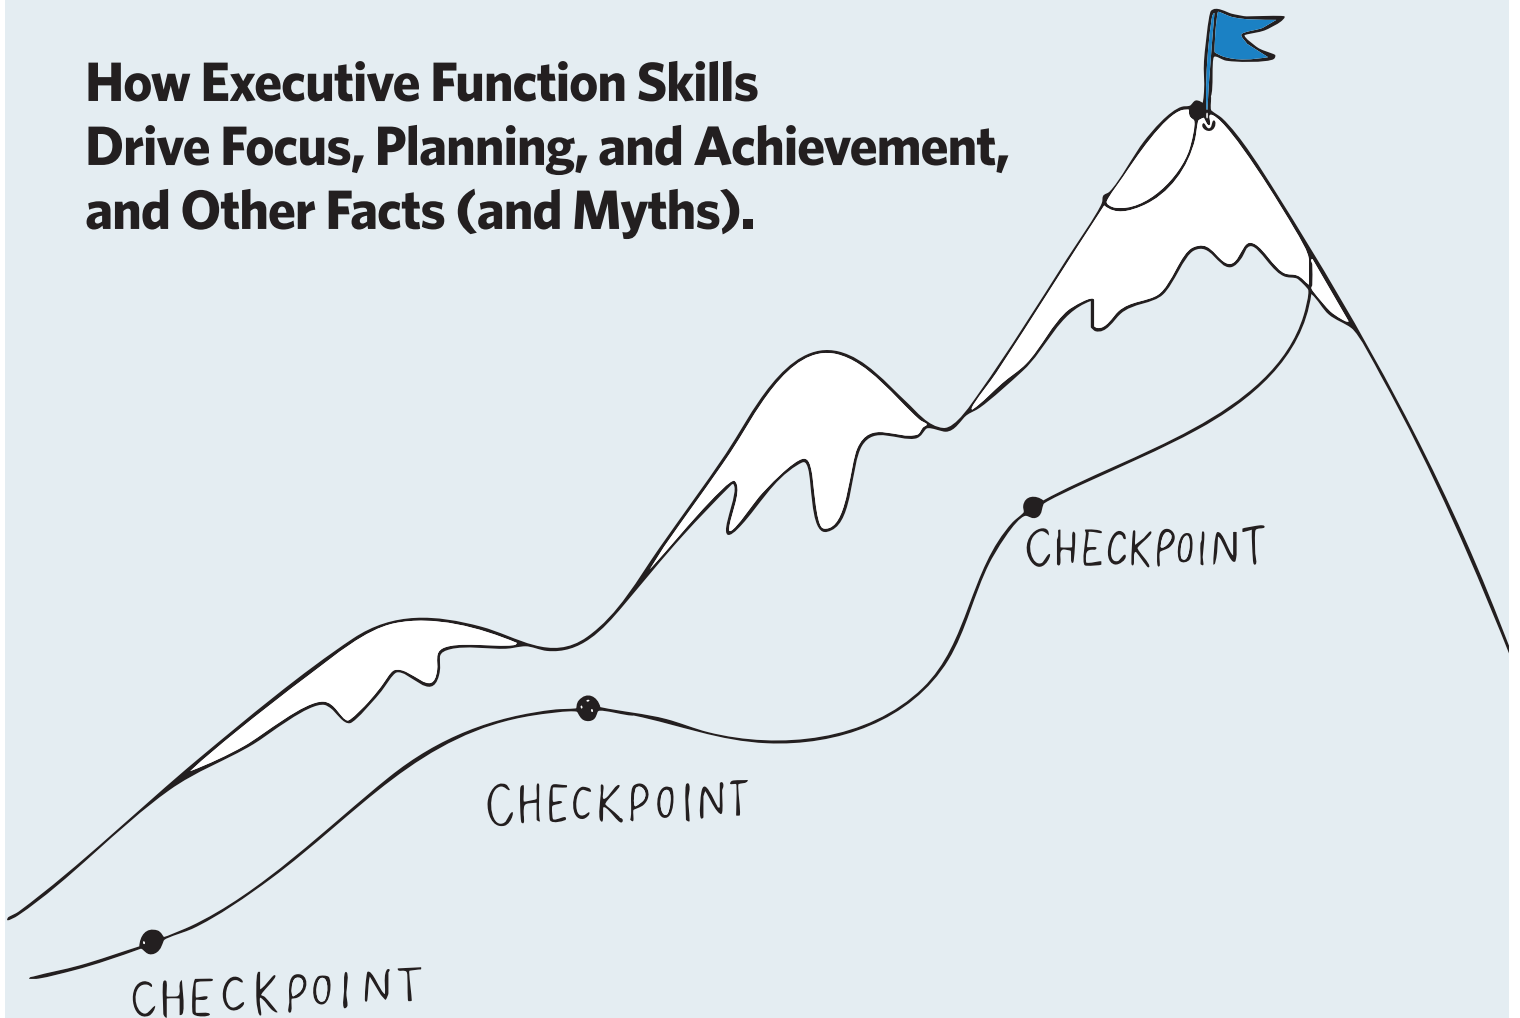 How Executive Function Skills
Drive Focus, Planning, and Achievement,
and Other Facts (and Myths).
CHECKPOINT
CHECKPOINT
CHECKPOINT